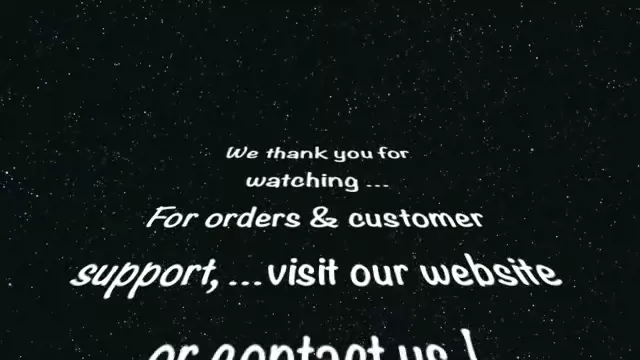 We thank you for
watching ...
For orders & customer
support, ...visit our website
or contact us !